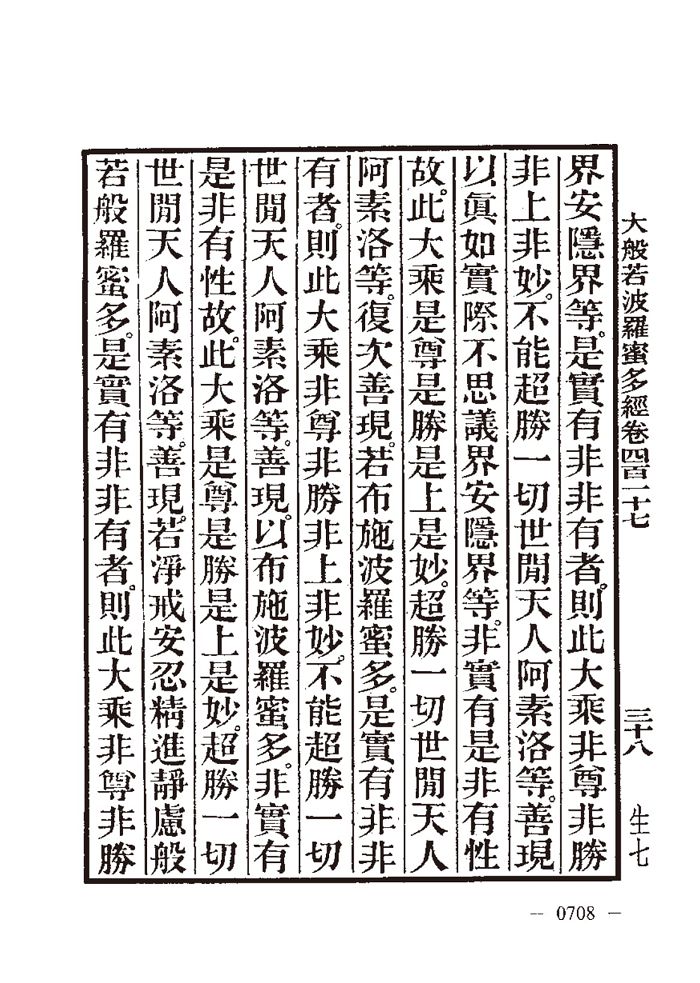 大般若波羅蜜多經卷四百二十七　三十八　生七
界安隱界等。是實有非非有者。則此大乘非尊非勝
非上非妙。不能超勝一切世閒天人阿素洛等。善現
以眞如實際不思議界安隱界等。非實有是非有性
故。此大乘是尊是勝是上是妙。超勝一切世閒天人
阿素洛等。復次善現。若布施波羅蜜多。是實有非非
有者。則此大乘非尊非勝非上非妙。不能超勝一切
世閒天人阿素洛等。善現。以布施波羅蜜多。非實有
是非有性故。此大乘是尊是勝是上是妙。超勝一切
世閒天人阿素洛等。善現。若淨戒安忍精進靜慮般
若般羅蜜多。是實有非非有者。則此大乘非尊非勝
— 0708 —